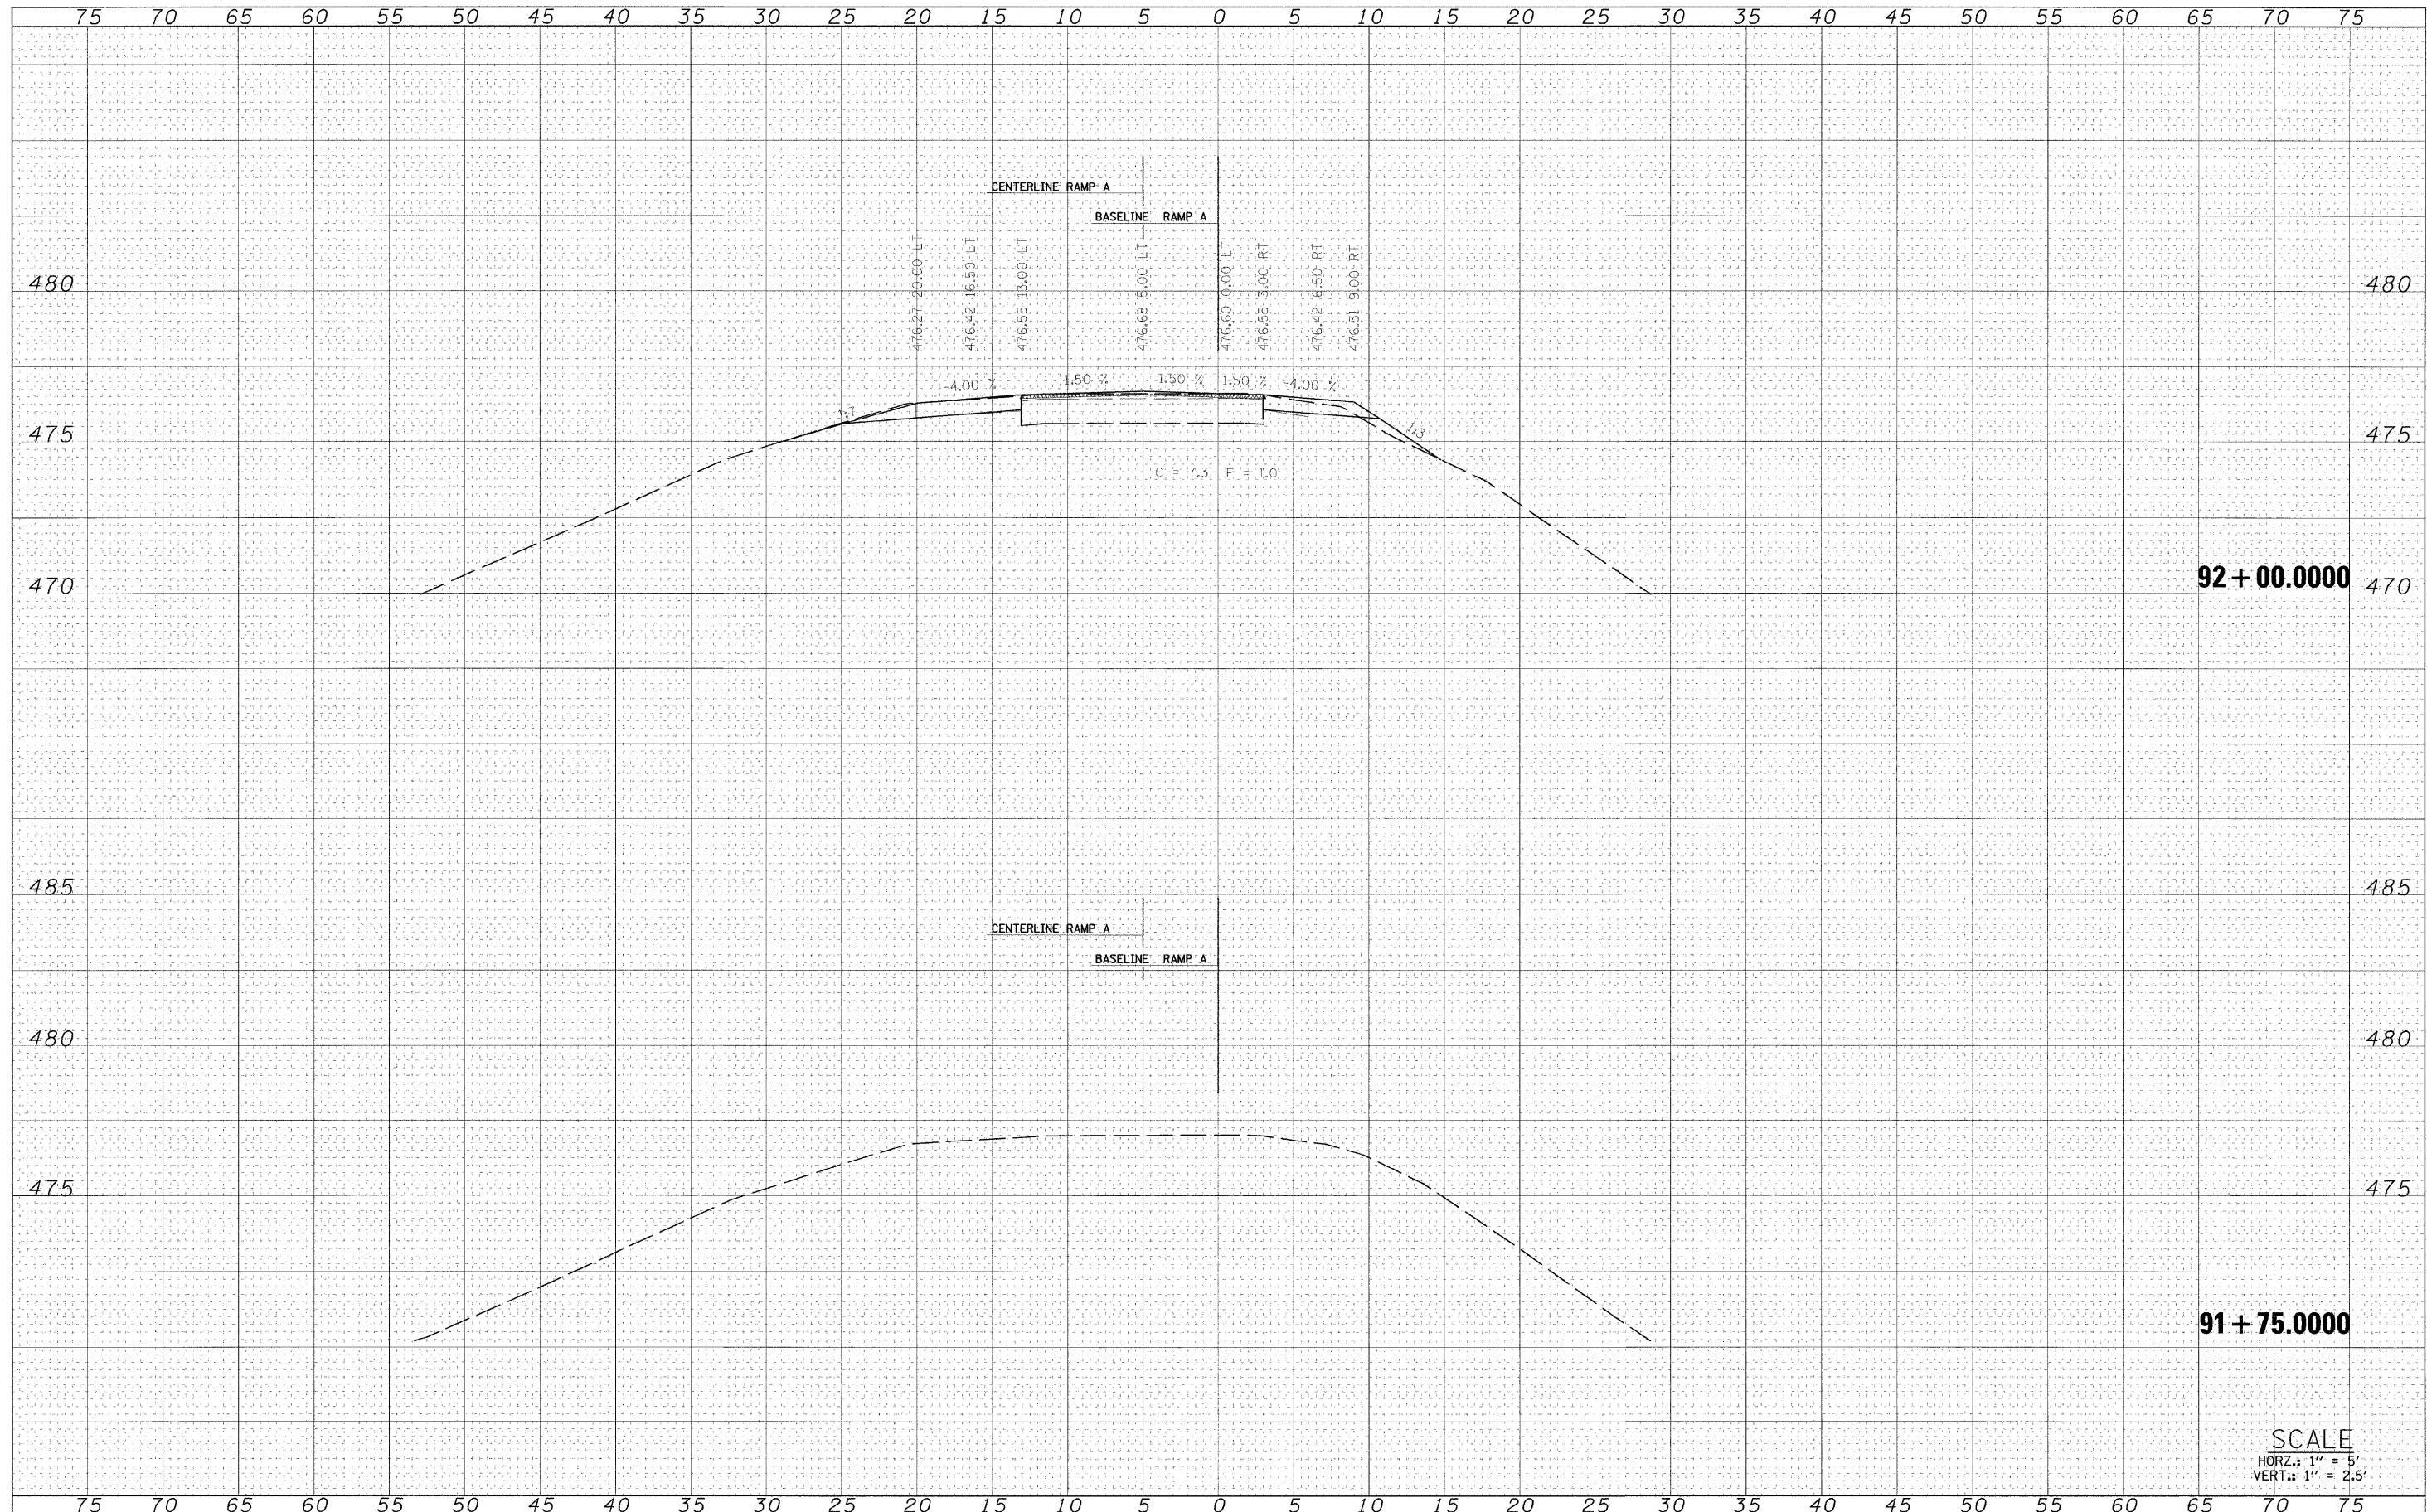 75 70 65 60 55 50 45 40 35 30 25 20 15 10 5 0 5 10 15 20 25 30 35 40 45 50 55 60 65 70 75
CENTERLINE RAMP A
BASELINE RAMP A
476.27 20.00 LT
476.42 16.50 LT
476.55 13.00 LT
476.68 5.00 LT
476.60 0.00 LT
476.55 3.00 RT
476.42 6.50 RT
476.31 9.00 RT
480 480
-4.00 % -1.50 % 1.50 % -1.50 % -4.00 %
1:7
1:3
475 475
C = 7.3 F = 1.0
92+00.0000
470 470
485 485
CENTERLINE RAMP A
BASELINE RAMP A
480 480
475 475
91+75.0000
SCALE
HORZ.: 1" = 5'
VERT.: 1" = 2.5'
75 70 65 60 55 50 45 40 35 30 25 20 15 10 5 0 5 10 15 20 25 30 35 40 45 50 55 60 65 70 75